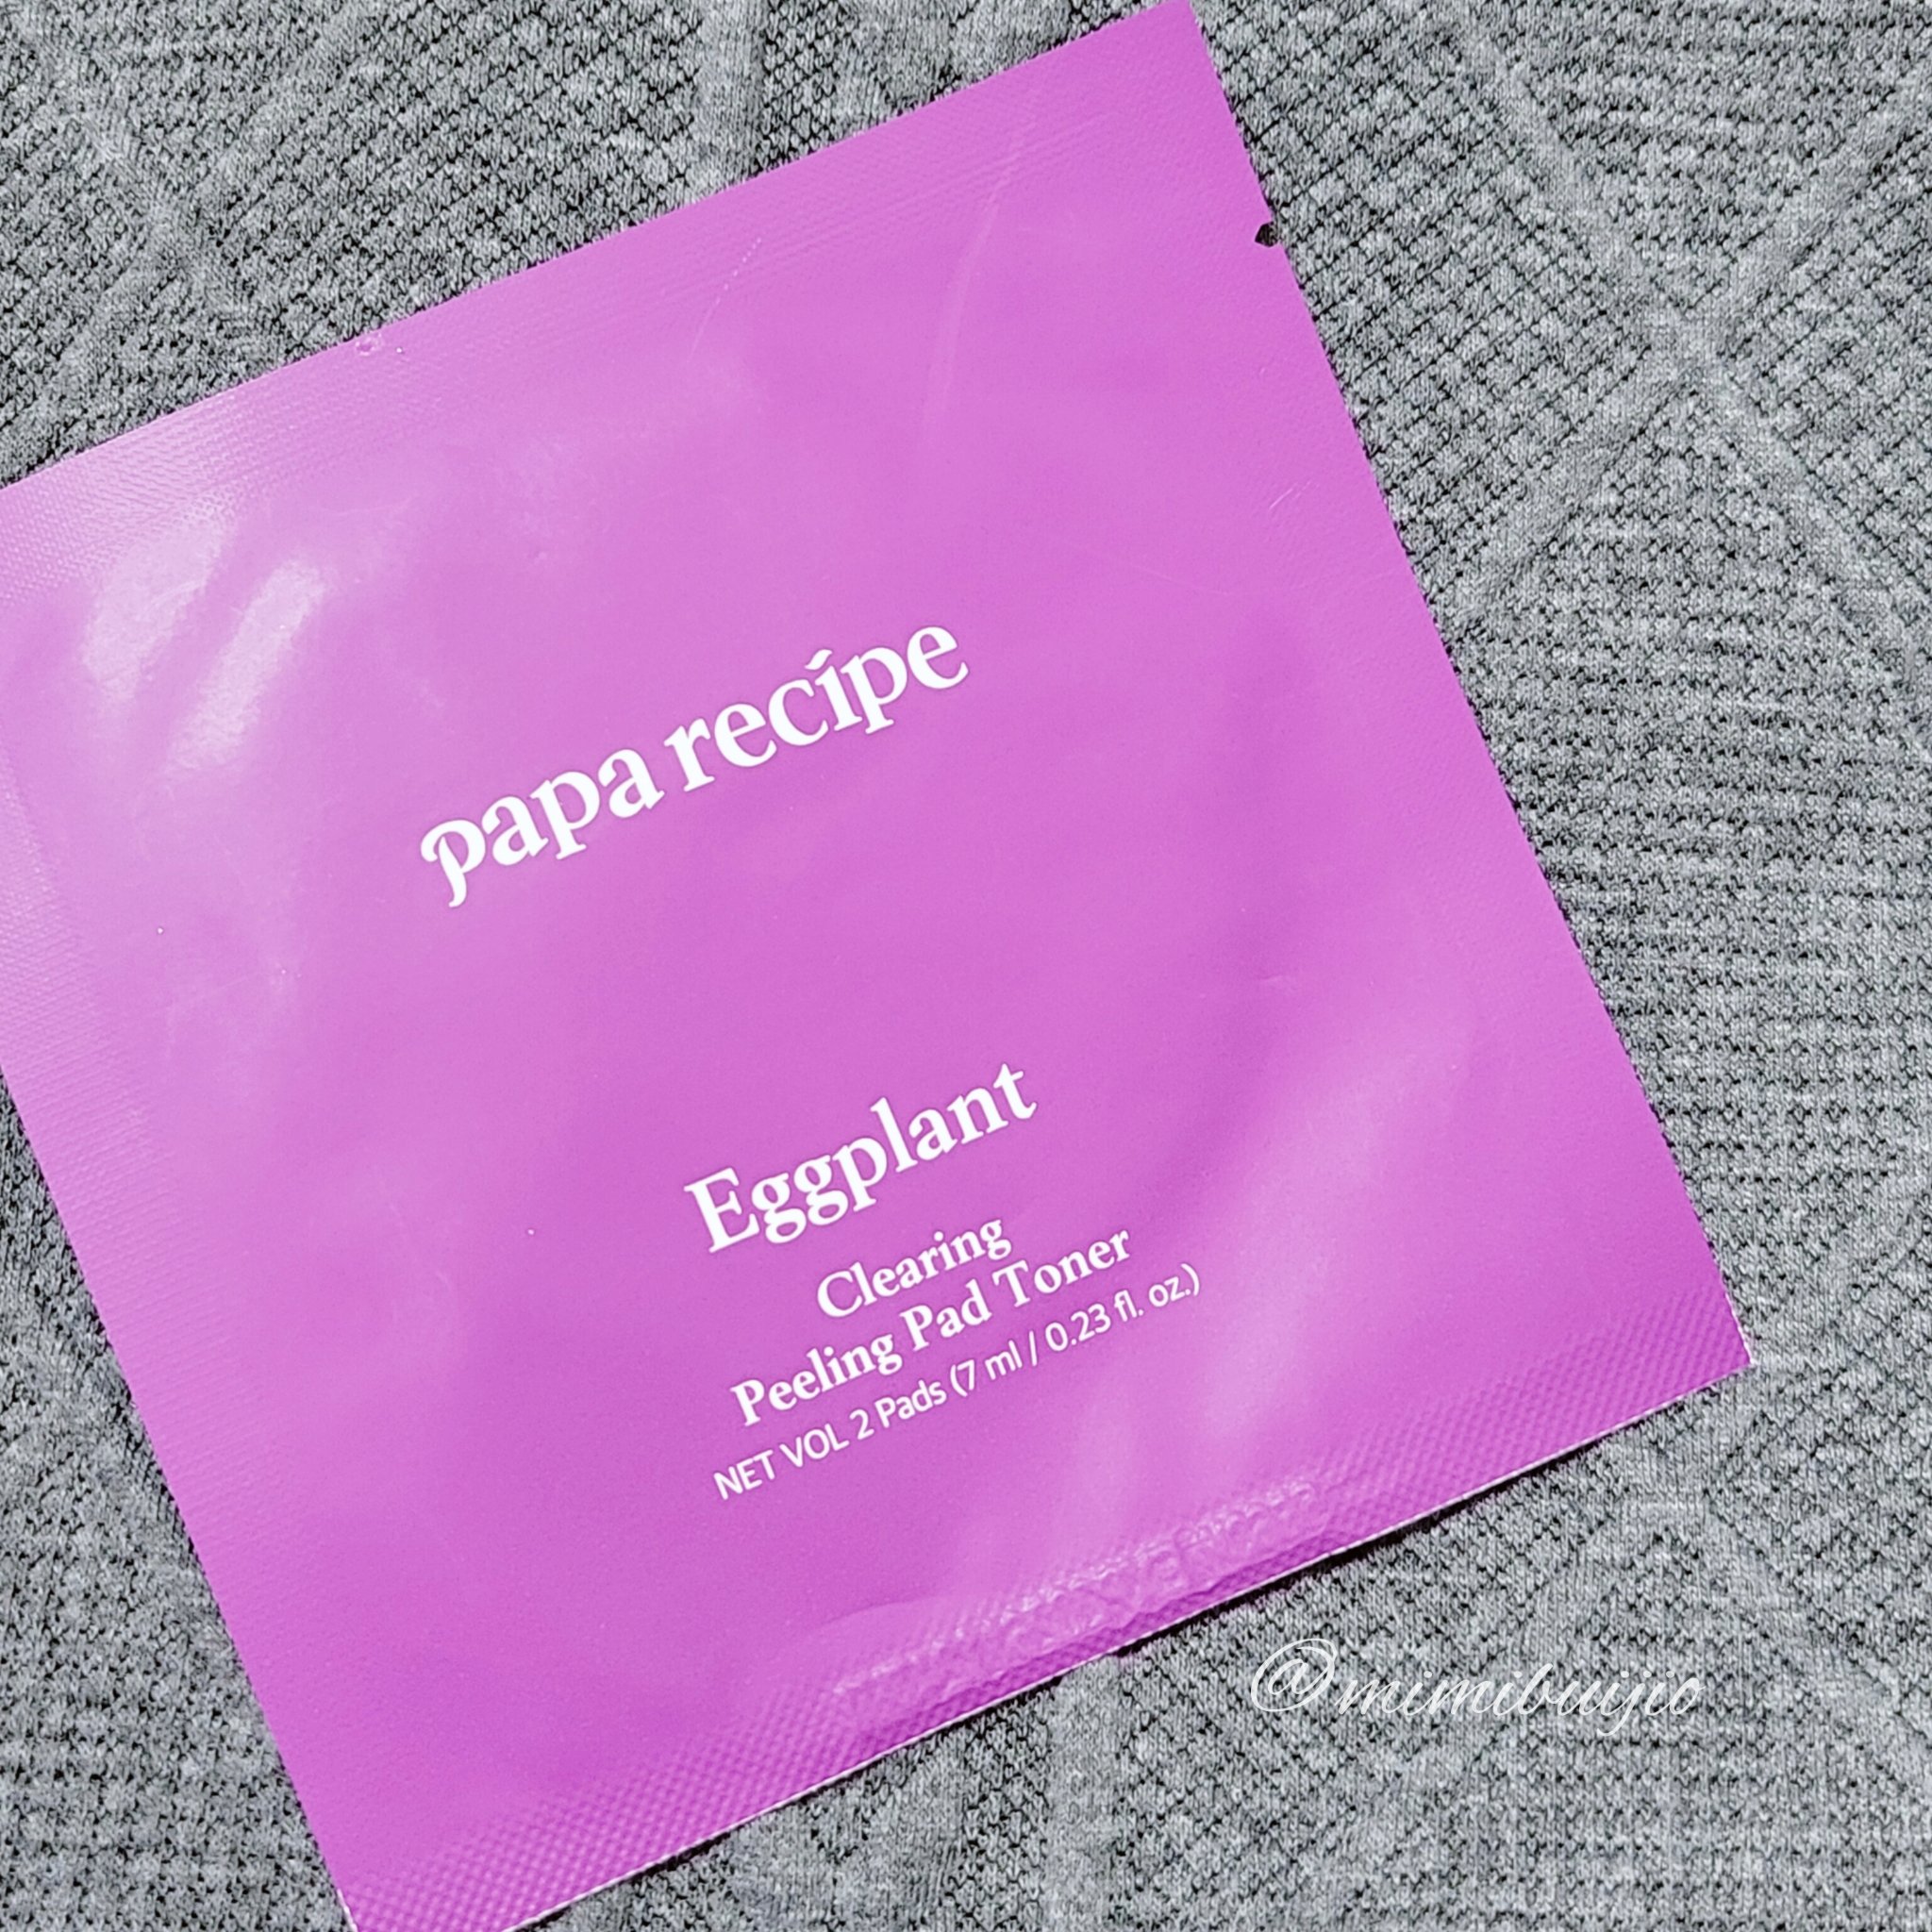 papa recipe
Eggplant
Clearing
Peeling Pad Toner
NET VOL 2 Pads (7 ml / 0.23 fl. oz.)
@mimibuijio